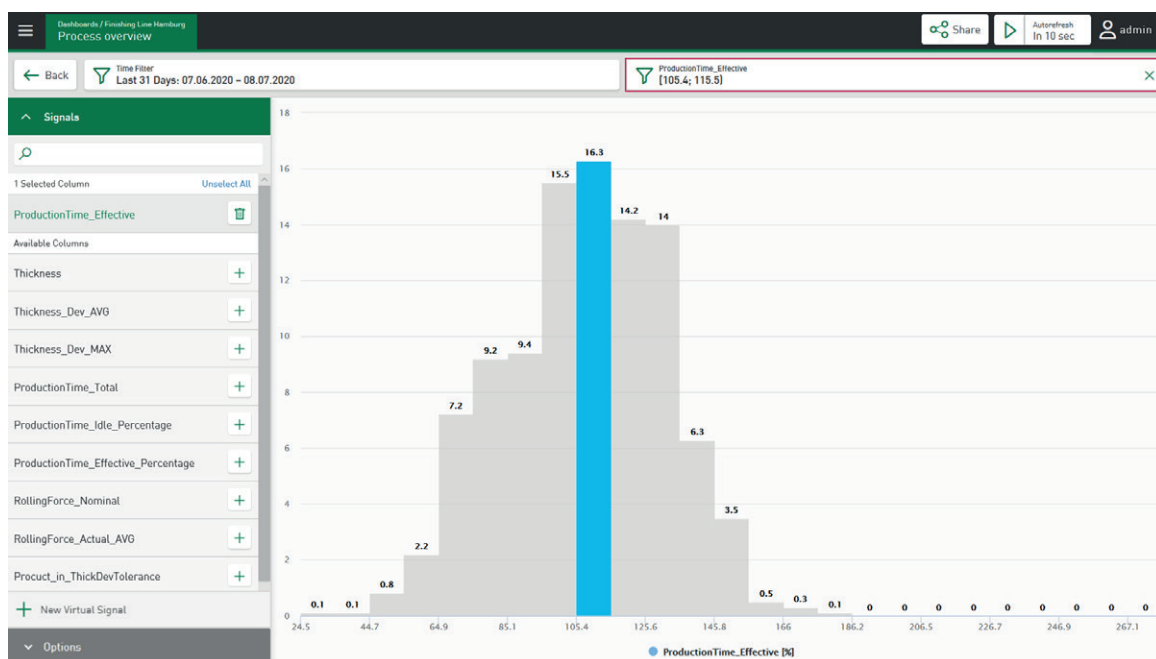 Dashboards / Finishing Line Hamburg
Process overview
Share
Autorefresh
In 10 sec
admin
Back
Time Filter
Last 31 Days: 07.06.2020 – 08.07.2020
ProductionTime_Effective
[105.4; 115.5)
Signals
1 Selected Column
Unselect All
ProductionTime_Effective
Available Columns
Thickness
Thickness_Dev_AVG
Thickness_Dev_MAX
ProductionTime_Total
ProductionTime_Idle_Percentage
ProductionTime_Effective_Percentage
RollingForce_Nominal
RollingForce_Actual_AVG
Procuct_in_ThickDevTolerance
New Virtual Signal
Options
18
16
14
12
10
8
6
4
2
0
0.1
0.1
0.8
2.2
7.2
9.2
9.4
15.5
16.3
14.2
14
6.3
3.5
0.5
0.3
0.1
0
0
0
0
0
0
0
0
0
24.5
44.7
64.9
85.1
105.4
125.6
145.8
166
186.2
206.5
226.7
246.9
267.1
ProductionTime_Effective [%]